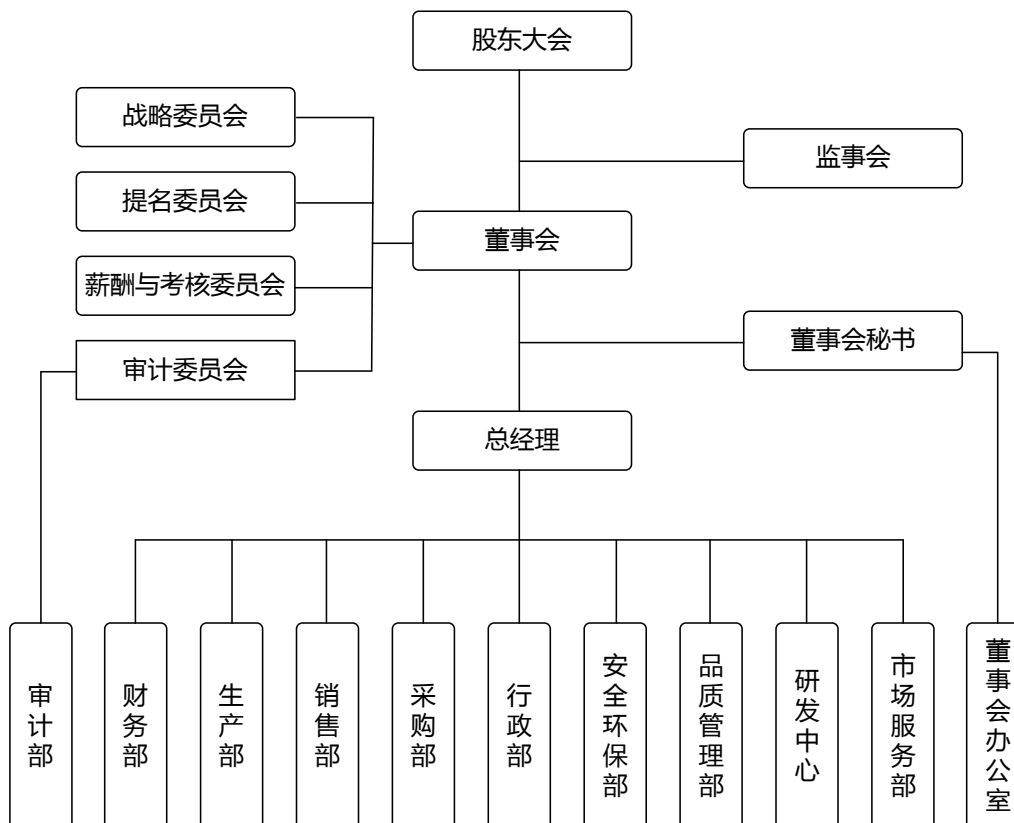 股东大会
战略委员会
监事会
提名委员会
董事会
薪酬与考核委员会
董事会秘书
审计委员会
总经理
审计部
财务部
生产部
销售部
采购部
行政部
安全环保部
品质管理部
研发中心
市场服务部
董事会办公室